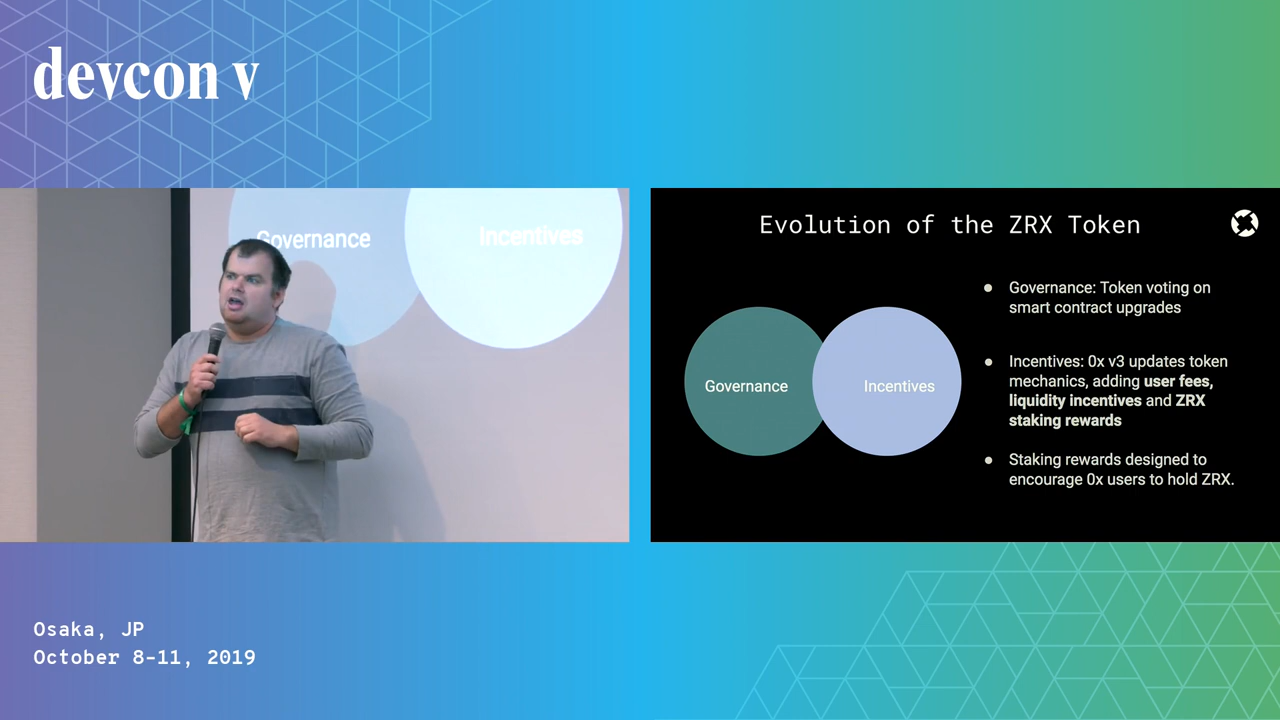 devcon v
Governance
Incentives
Evolution of the ZRX Token
Governance
Incentives
Governance: Token voting on
smart contract upgrades
Incentives: 0x v3 updates token
mechanics, adding user fees,
liquidity incentives and ZRX
staking rewards
Staking rewards designed to
encourage 0x users to hold ZRX.
Osaka, JP
October 8-11, 2019